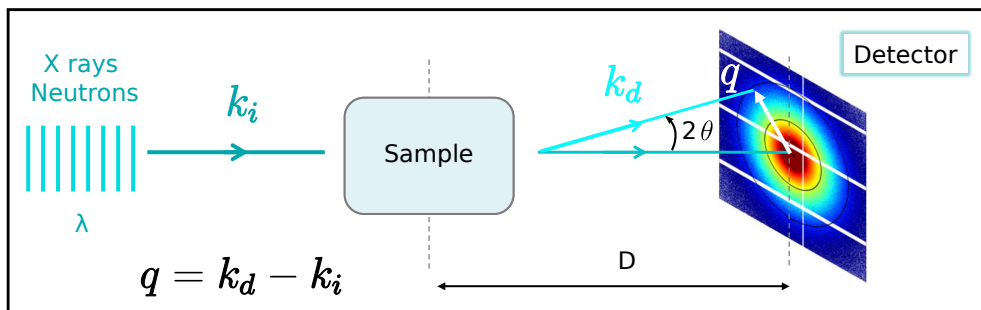 X rays
Neutrons
λ
k_i
Sample
k_d
2θ
q
Detector
D
q = k_d − k_i